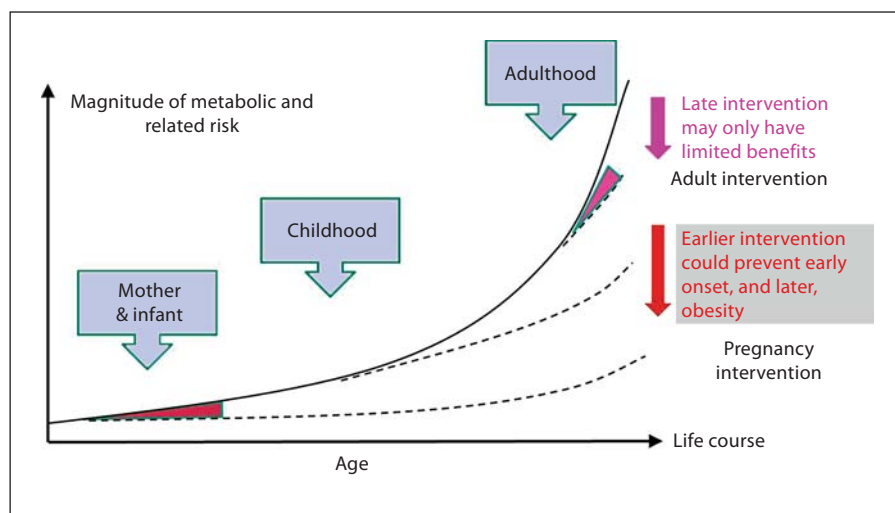 Adulthood
Magnitude of metabolic and
related risk
Late intervention
may only have
limited benefits
Adult intervention
Childhood
Earlier intervention
could prevent early
onset, and later,
obesity
Mother
& infant
Pregnancy
intervention
Life course
Age